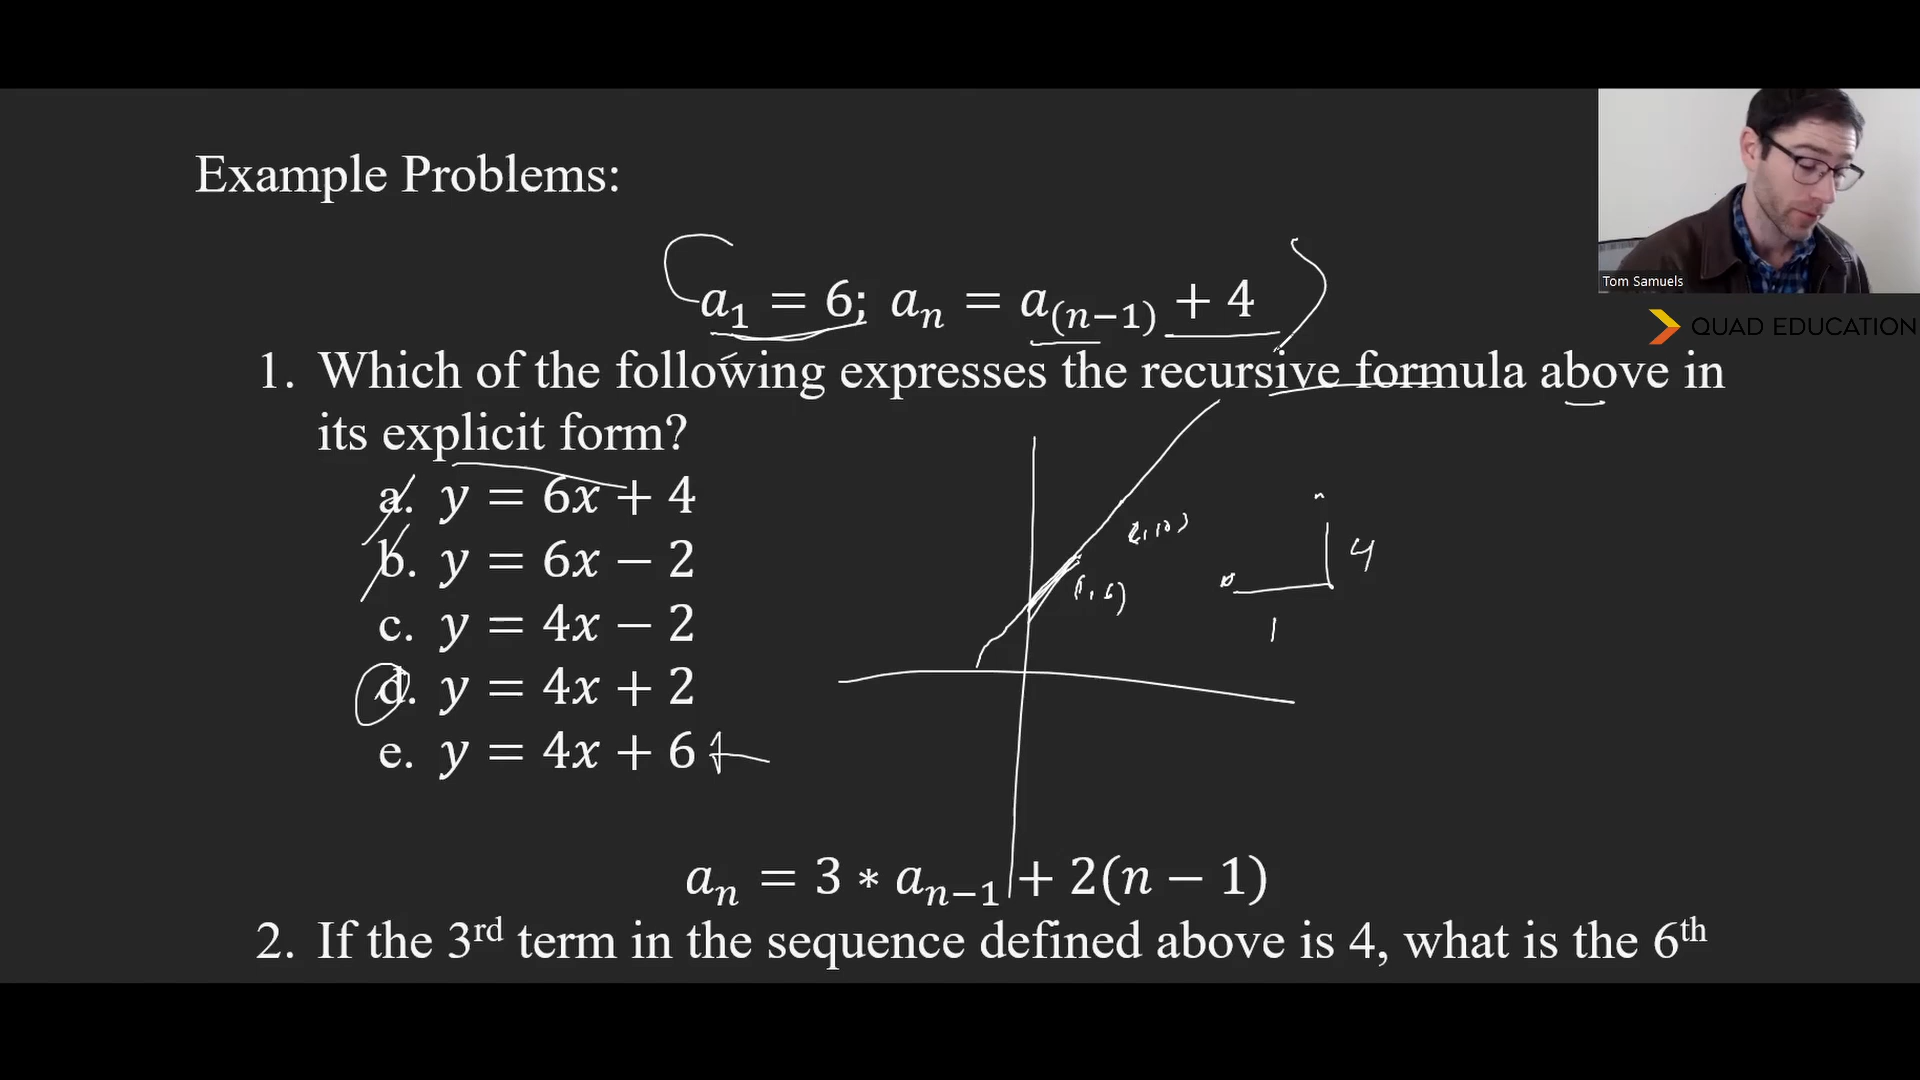 Example Problems:
a₁ = 6; aₙ = a₍ₙ₋₁₎ + 4
1. Which of the following expresses the recursive formula above in
its explicit form?
a. y = 6x + 4
b. y = 6x − 2
c. y = 4x − 2
d. y = 4x + 2
e. y = 4x + 6
(2, 10)
(1, 6)
4
1
aₙ = 3 * aₙ₋₁ + 2(n − 1)
2. If the 3ʳᵈ term in the sequence defined above is 4, what is the 6ᵗʰ
Tom Samuels
QUAD EDUCATION